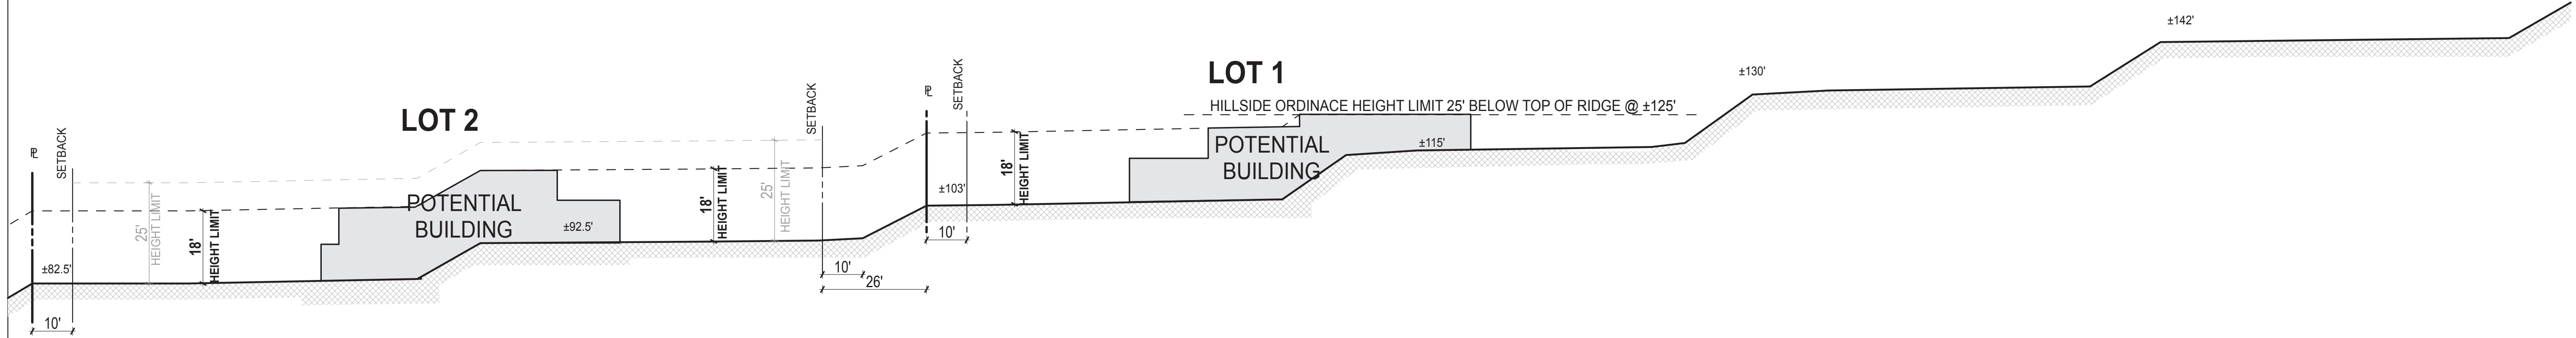 ±142'
±130'
LOT 1
HILLSIDE ORDINACE HEIGHT LIMIT 25' BELOW TOP OF RIDGE @ ±125'
POTENTIAL
BUILDING
±115'
PL
SETBACK
18'
HEIGHT LIMIT
±103'
10'
SETBACK
LOT 2
POTENTIAL
BUILDING
±92.5'
18'
HEIGHT LIMIT
25'
HEIGHT LIMIT
10'
26'
PL
SETBACK
25'
HEIGHT LIMIT
18'
HEIGHT LIMIT
±82.5'
10'